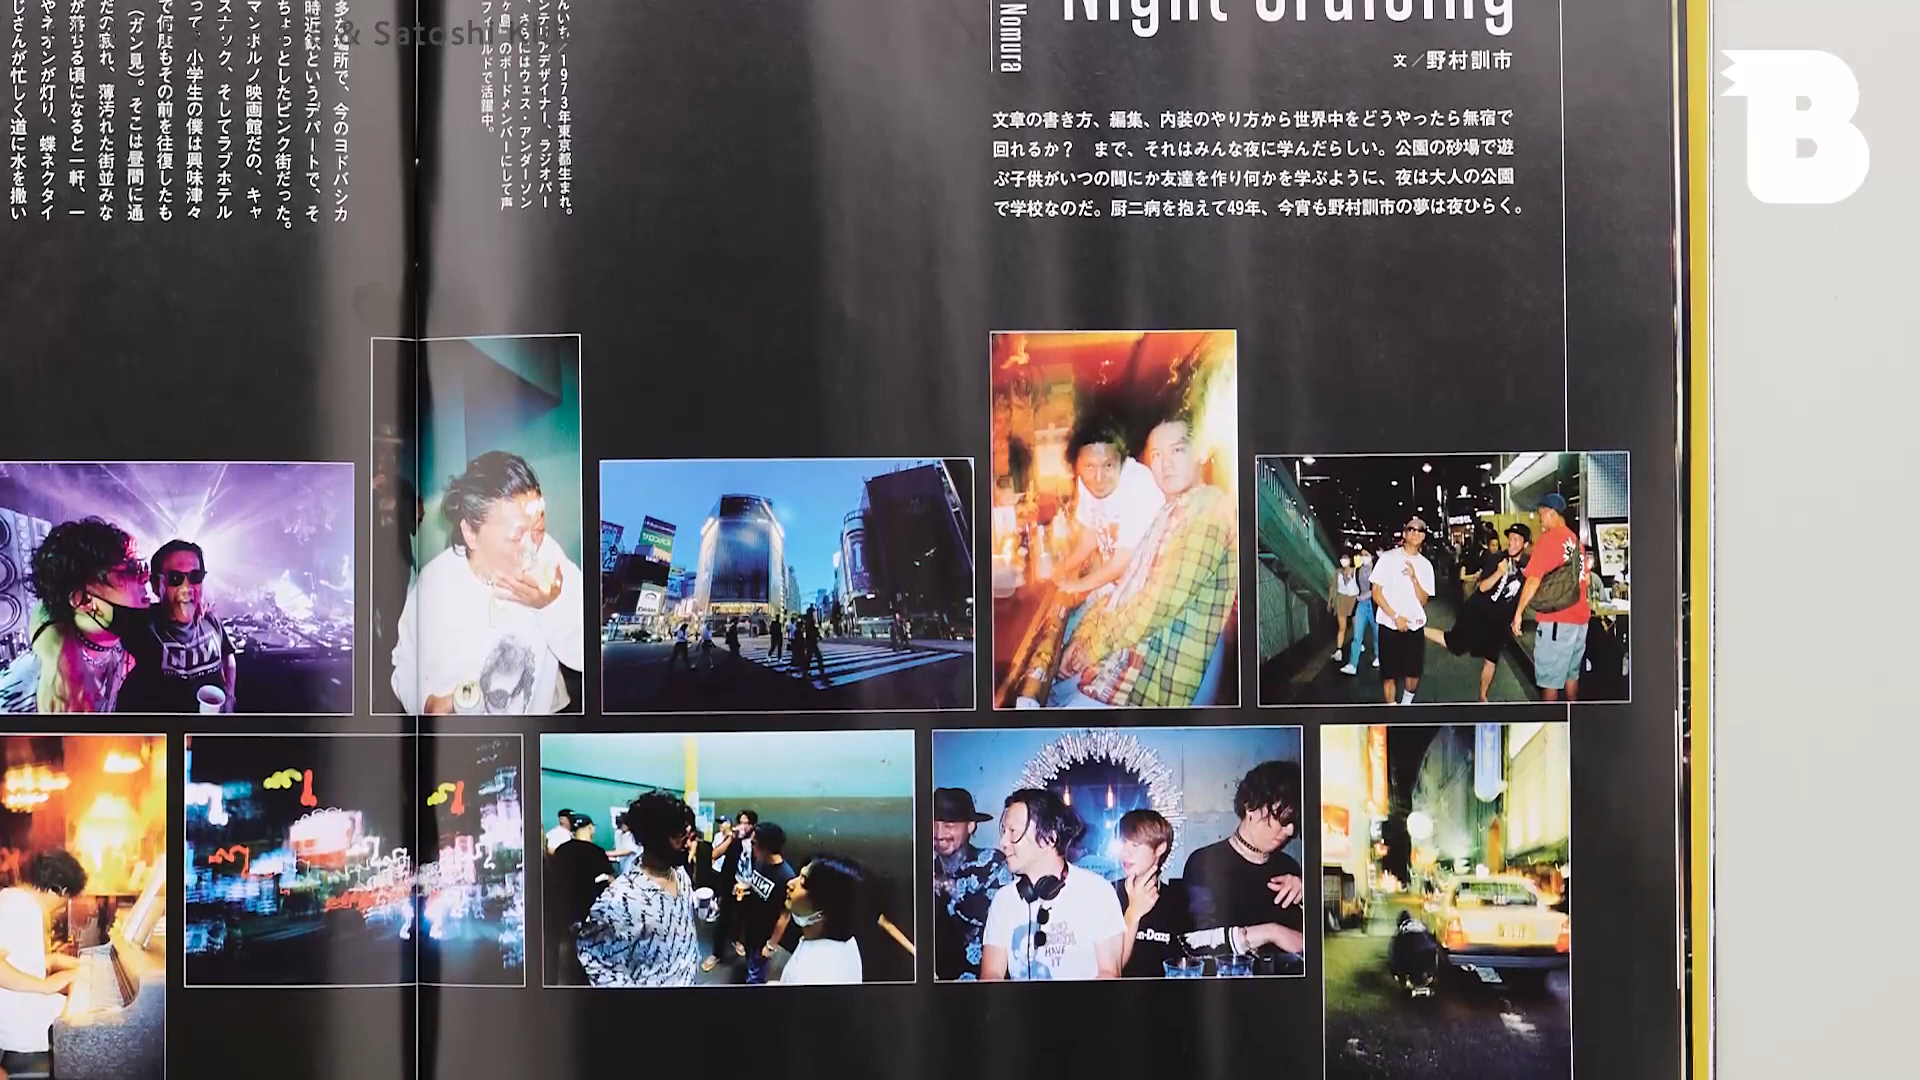 Night Cruising
Nomura
文／野村訓市
文章の書き方、編集、内装のやり方から世界中をどうやったら無宿で
回れるか？　まで、それはみんな夜に学んだらしい。公園の砂場で遊
ぶ子供がいつの間にか友達を作り何かを学ぶように、夜は大人の公園
で学校なのだ。厨二病を抱えて49年、今宵も野村訓市の夢は夜ひらく。
んいち／1973年東京都生まれ。
ンテリアデザイナー、ラジオパー
、さらにはウェス・アンダーソン
ヶ島』のボードメンバーにして声
フィールドで活躍中。
& Satoshi
多な場所で、今のヨドバシカ
時近鉄というデパートで、そ
ちょっとしたピンク街だった。
マンポルノ映画館だの、キャ
スナック、そしてラブホテル
って、小学生の僕は興味津々
で何度もその前を往復したも
（ガン見）。そこは昼間に通
だの寂れ、薄汚れた街並みな
が落ちる頃になると一軒、一
やネオンが灯り、蝶ネクタイ
じさんが忙しく道に水を撒い
サロンパス
NIN
NIN
HAVE
IT
B